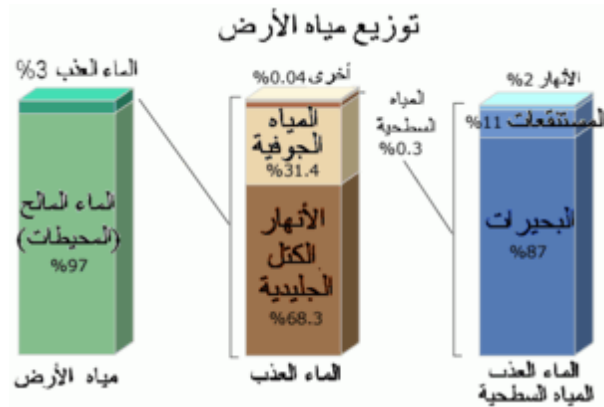 توزيع مياه الأرض
الماء العذب %3
الماء المالح
(المحيطات)
%97
مياه الأرض
أخرى %0.04
المياه
الجوفية
%31.4
الأنهار
الكتل
الجليدية
%68.3
الماء العذب
المياه
السطحية
%0.3
الأنهار %2
المستنقعات %11
البحيرات
%87
الماء العذب
المياه السطحية